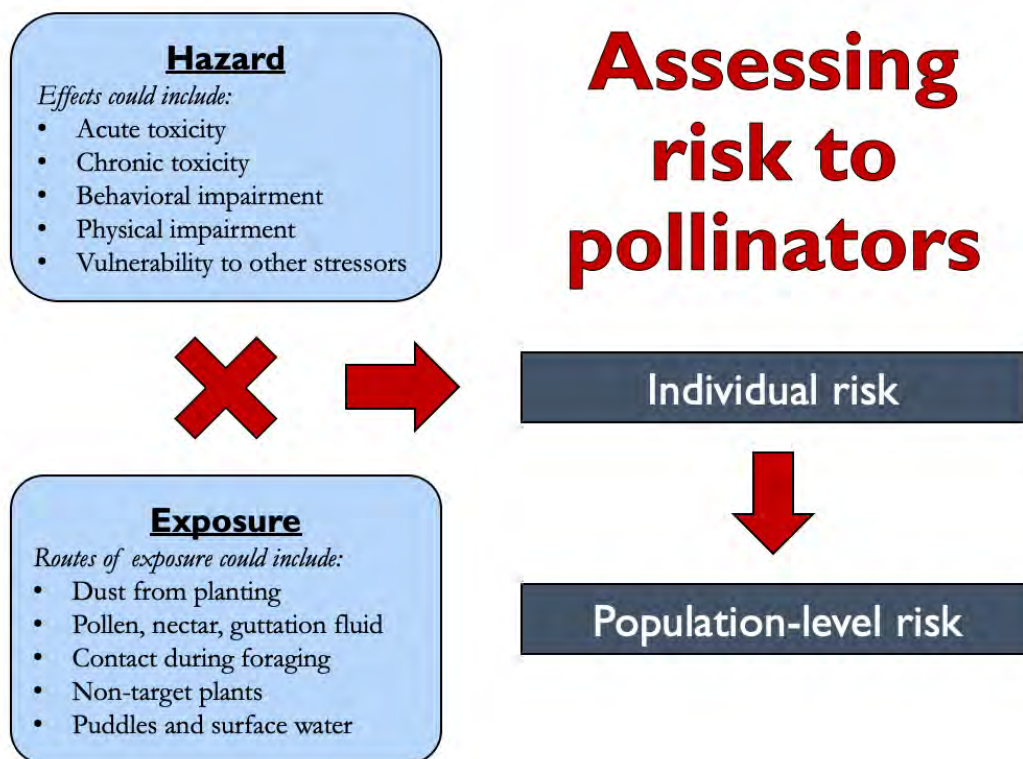 Hazard
Effects could include:
• Acute toxicity
• Chronic toxicity
• Behavioral impairment
• Physical impairment
• Vulnerability to other stressors
Assessing
risk to
pollinators
Individual risk
Exposure
Routes of exposure could include:
• Dust from planting
• Pollen, nectar, guttation fluid
• Contact during foraging
• Non-target plants
• Puddles and surface water
Population-level risk